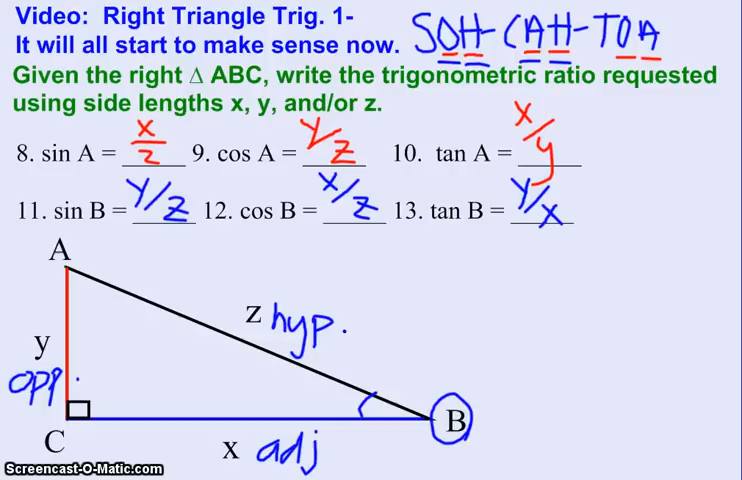 Video: Right Triangle Trig. 1-
It will all start to make sense now. SOH-CAH-TOA
Given the right Δ ABC, write the trigonometric ratio requested
using side lengths x, y, and/or z.
8. sin A = x/z 9. cos A = y/z 10. tan A = x/y
11. sin B = y/z 12. cos B = x/z 13. tan B = y/x
A
z hyp.
y
opp.
B
C
x adj
Screencast-O-Matic.com